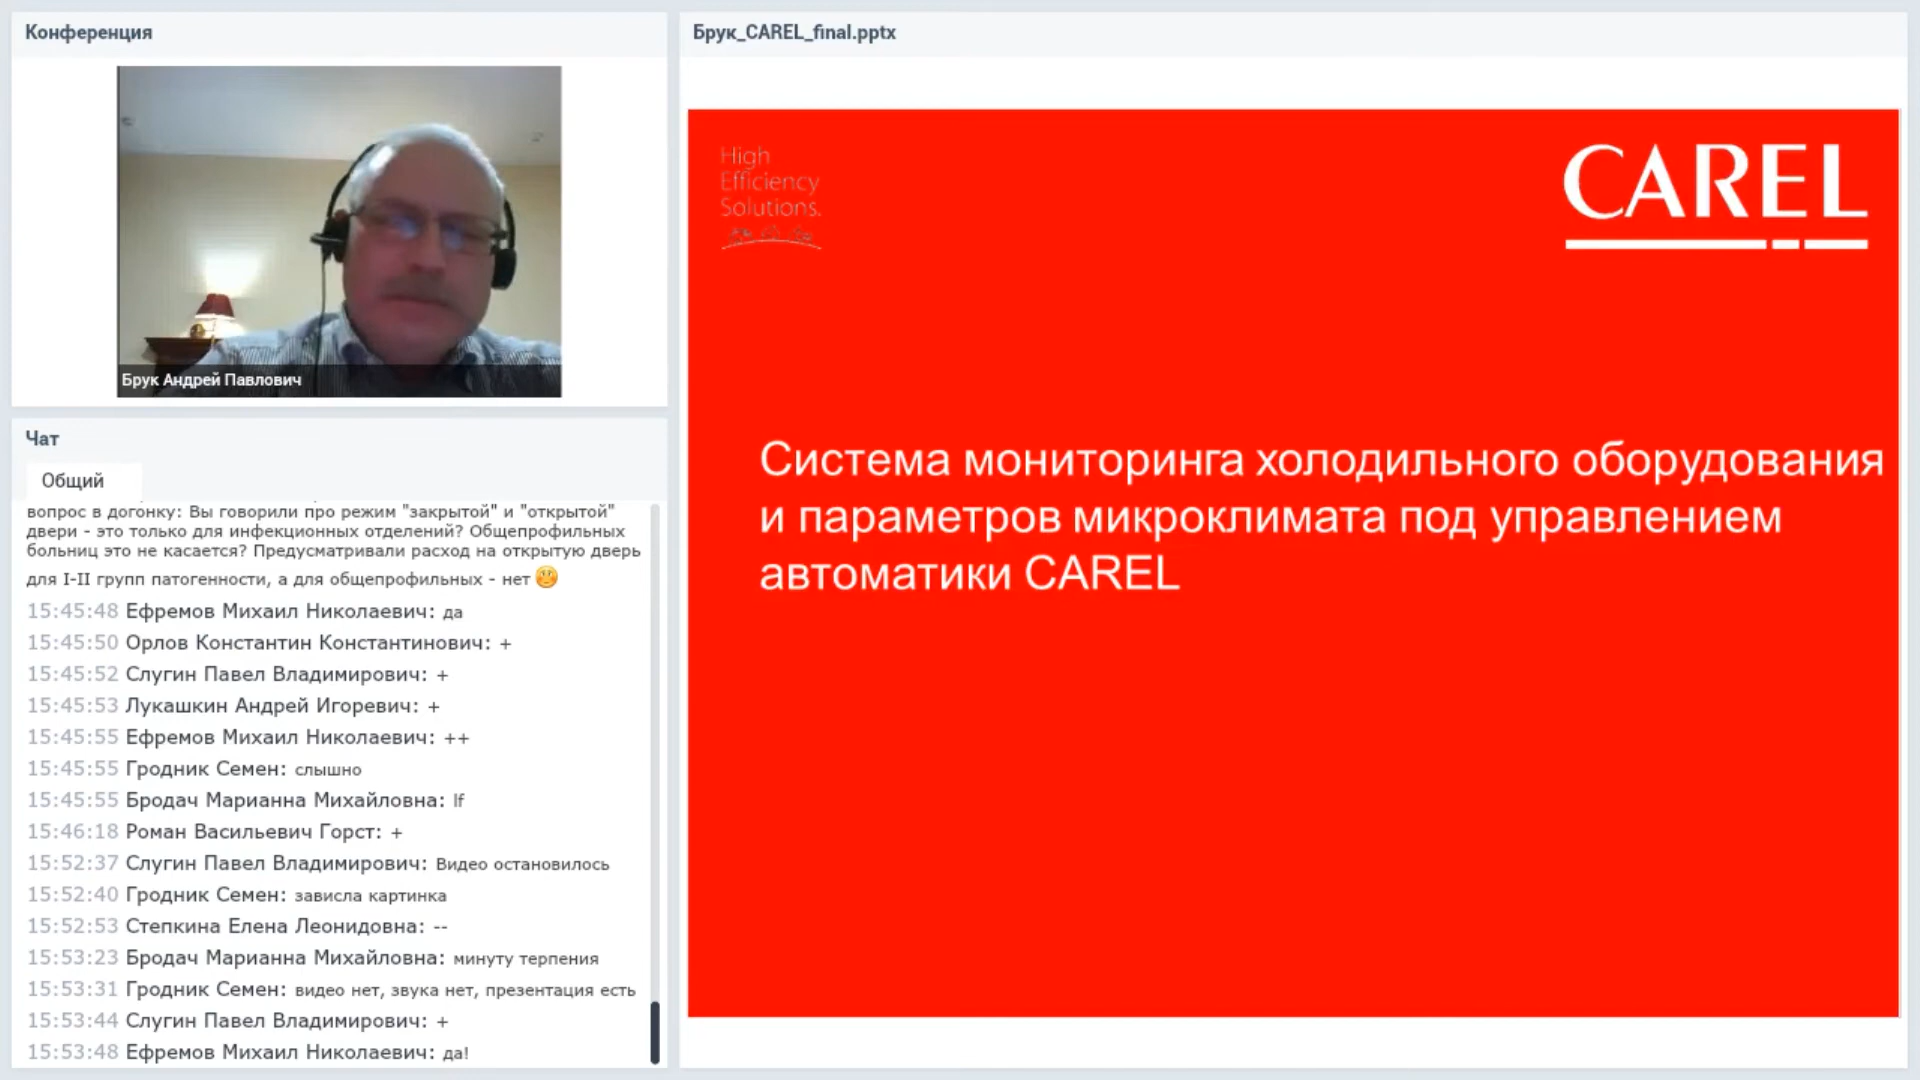 Конференция
Брук Андрей Павлович
Чат
Общий
вопрос в догонку: Вы говорили про режим "закрытой" и "открытой"
двери - это только для инфекционных отделений? Общепрофильных
больниц это не касается? Предусматривали расход на открытую дверь
для I-II групп патогенности, а для общепрофильных - нет
15:45:48 Ефремов Михаил Николаевич: да
15:45:50 Орлов Константин Константинович: +
15:45:52 Слугин Павел Владимирович: +
15:45:53 Лукашкин Андрей Игоревич: +
15:45:55 Ефремов Михаил Николаевич: ++
15:45:55 Гродник Семен: слышно
15:45:55 Бродач Марианна Михайловна: lf
15:46:18 Роман Васильевич Горст: +
15:52:37 Слугин Павел Владимирович: Видео остановилось
15:52:40 Гродник Семен: зависла картинка
15:52:53 Степкина Елена Леонидовна: --
15:53:23 Бродач Марианна Михайловна: минуту терпения
15:53:31 Гродник Семен: видео нет, звука нет, презентация есть
15:53:44 Слугин Павел Владимирович: +
15:53:48 Ефремов Михаил Николаевич: да!
Брук_CAREL_final.pptx
High
Efficiency
Solutions.
CAREL
Система мониторинга холодильного оборудования
и параметров микроклимата под управлением
автоматики CAREL